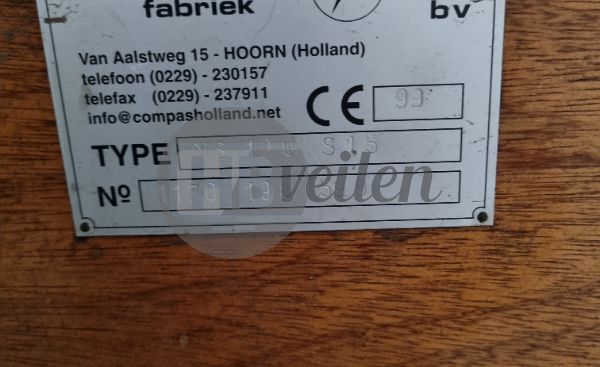 fabriek bv
Van Aalstweg 15 - HOORN (Holland)
telefoon (0229) - 230157
telefax (0229) - 237911
info@compasholland.net
CE 99
TYPE S15
Nº
veilen